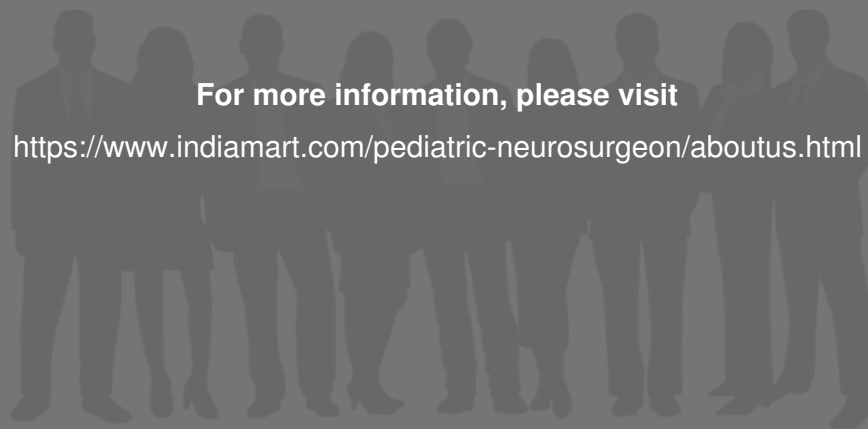 For more information, please visit
https://www.indiamart.com/pediatric-neurosurgeon/aboutus.html